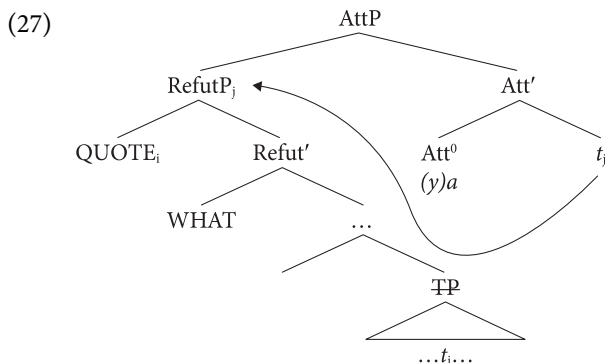 (27)
AttP
RefutPⱼ Att′
QUOTEᵢ Refut′ Att⁰ tⱼ
(y)a
WHAT …
TP
…tᵢ…